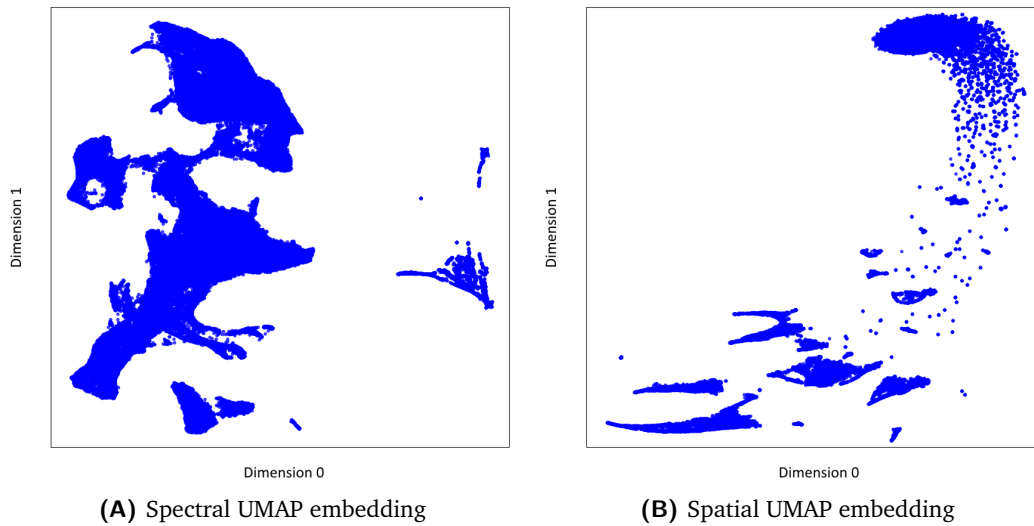 Dimension 1
Dimension 0
(A) Spectral UMAP embedding
Dimension 1
Dimension 0
(B) Spatial UMAP embedding